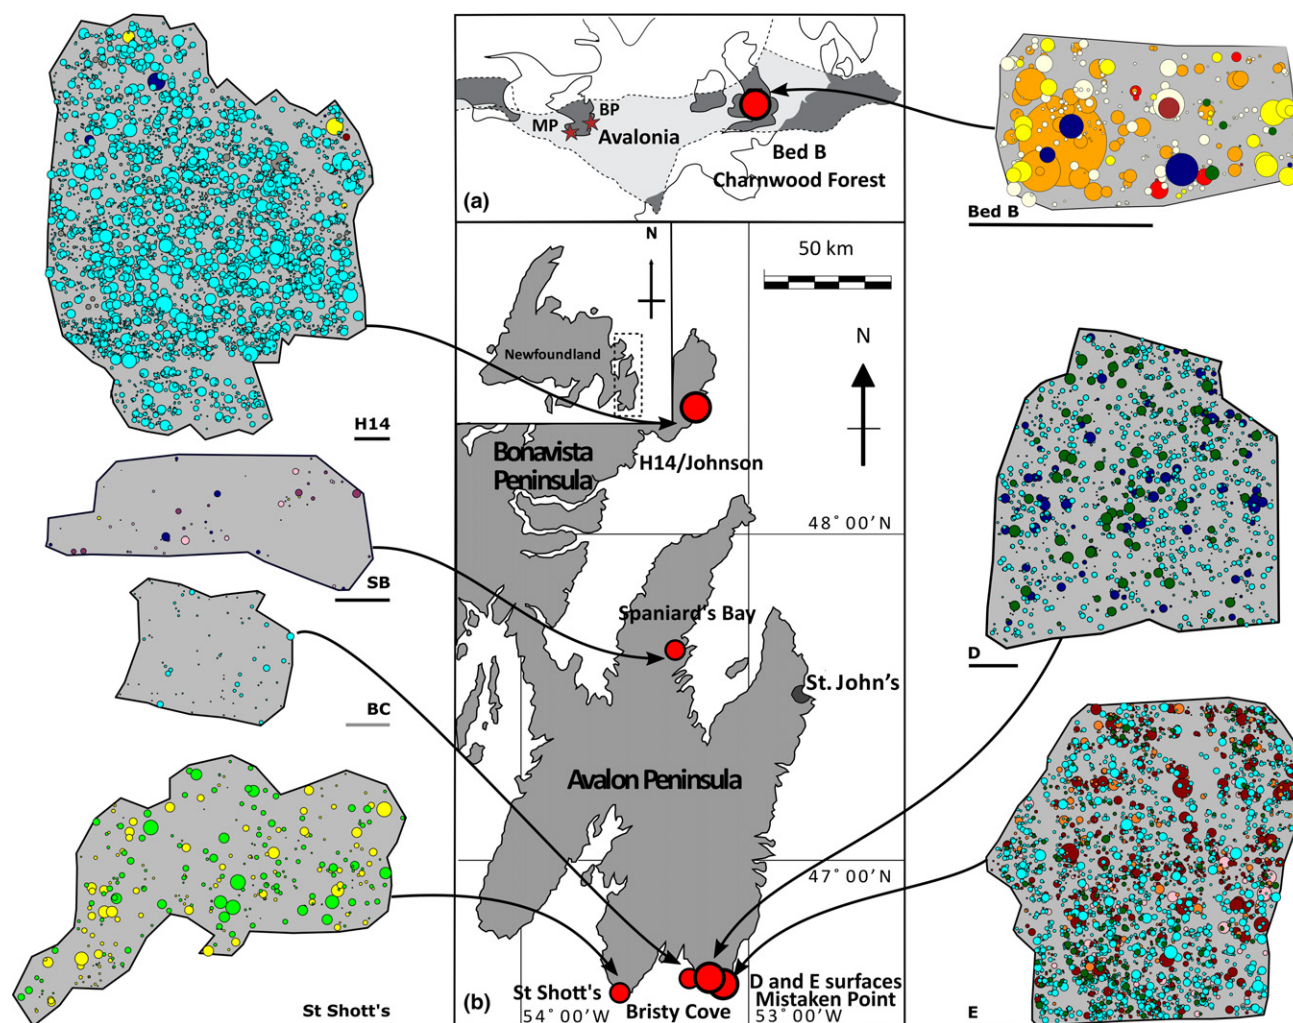 H14
SB
BC
St Shott's
MP
BP
Avalonia
Bed B
Charnwood Forest
(a)
N
50 km
Newfoundland
N
Bonavista
Peninsula
H14/Johnson
48° 00' N
Spaniard's Bay
St. John's
Avalon Peninsula
47° 00' N
St Shott's
54° 00'W
Bristy Cove
D and E surfaces
Mistaken Point
53° 00'W
(b)
Bed B
D
E